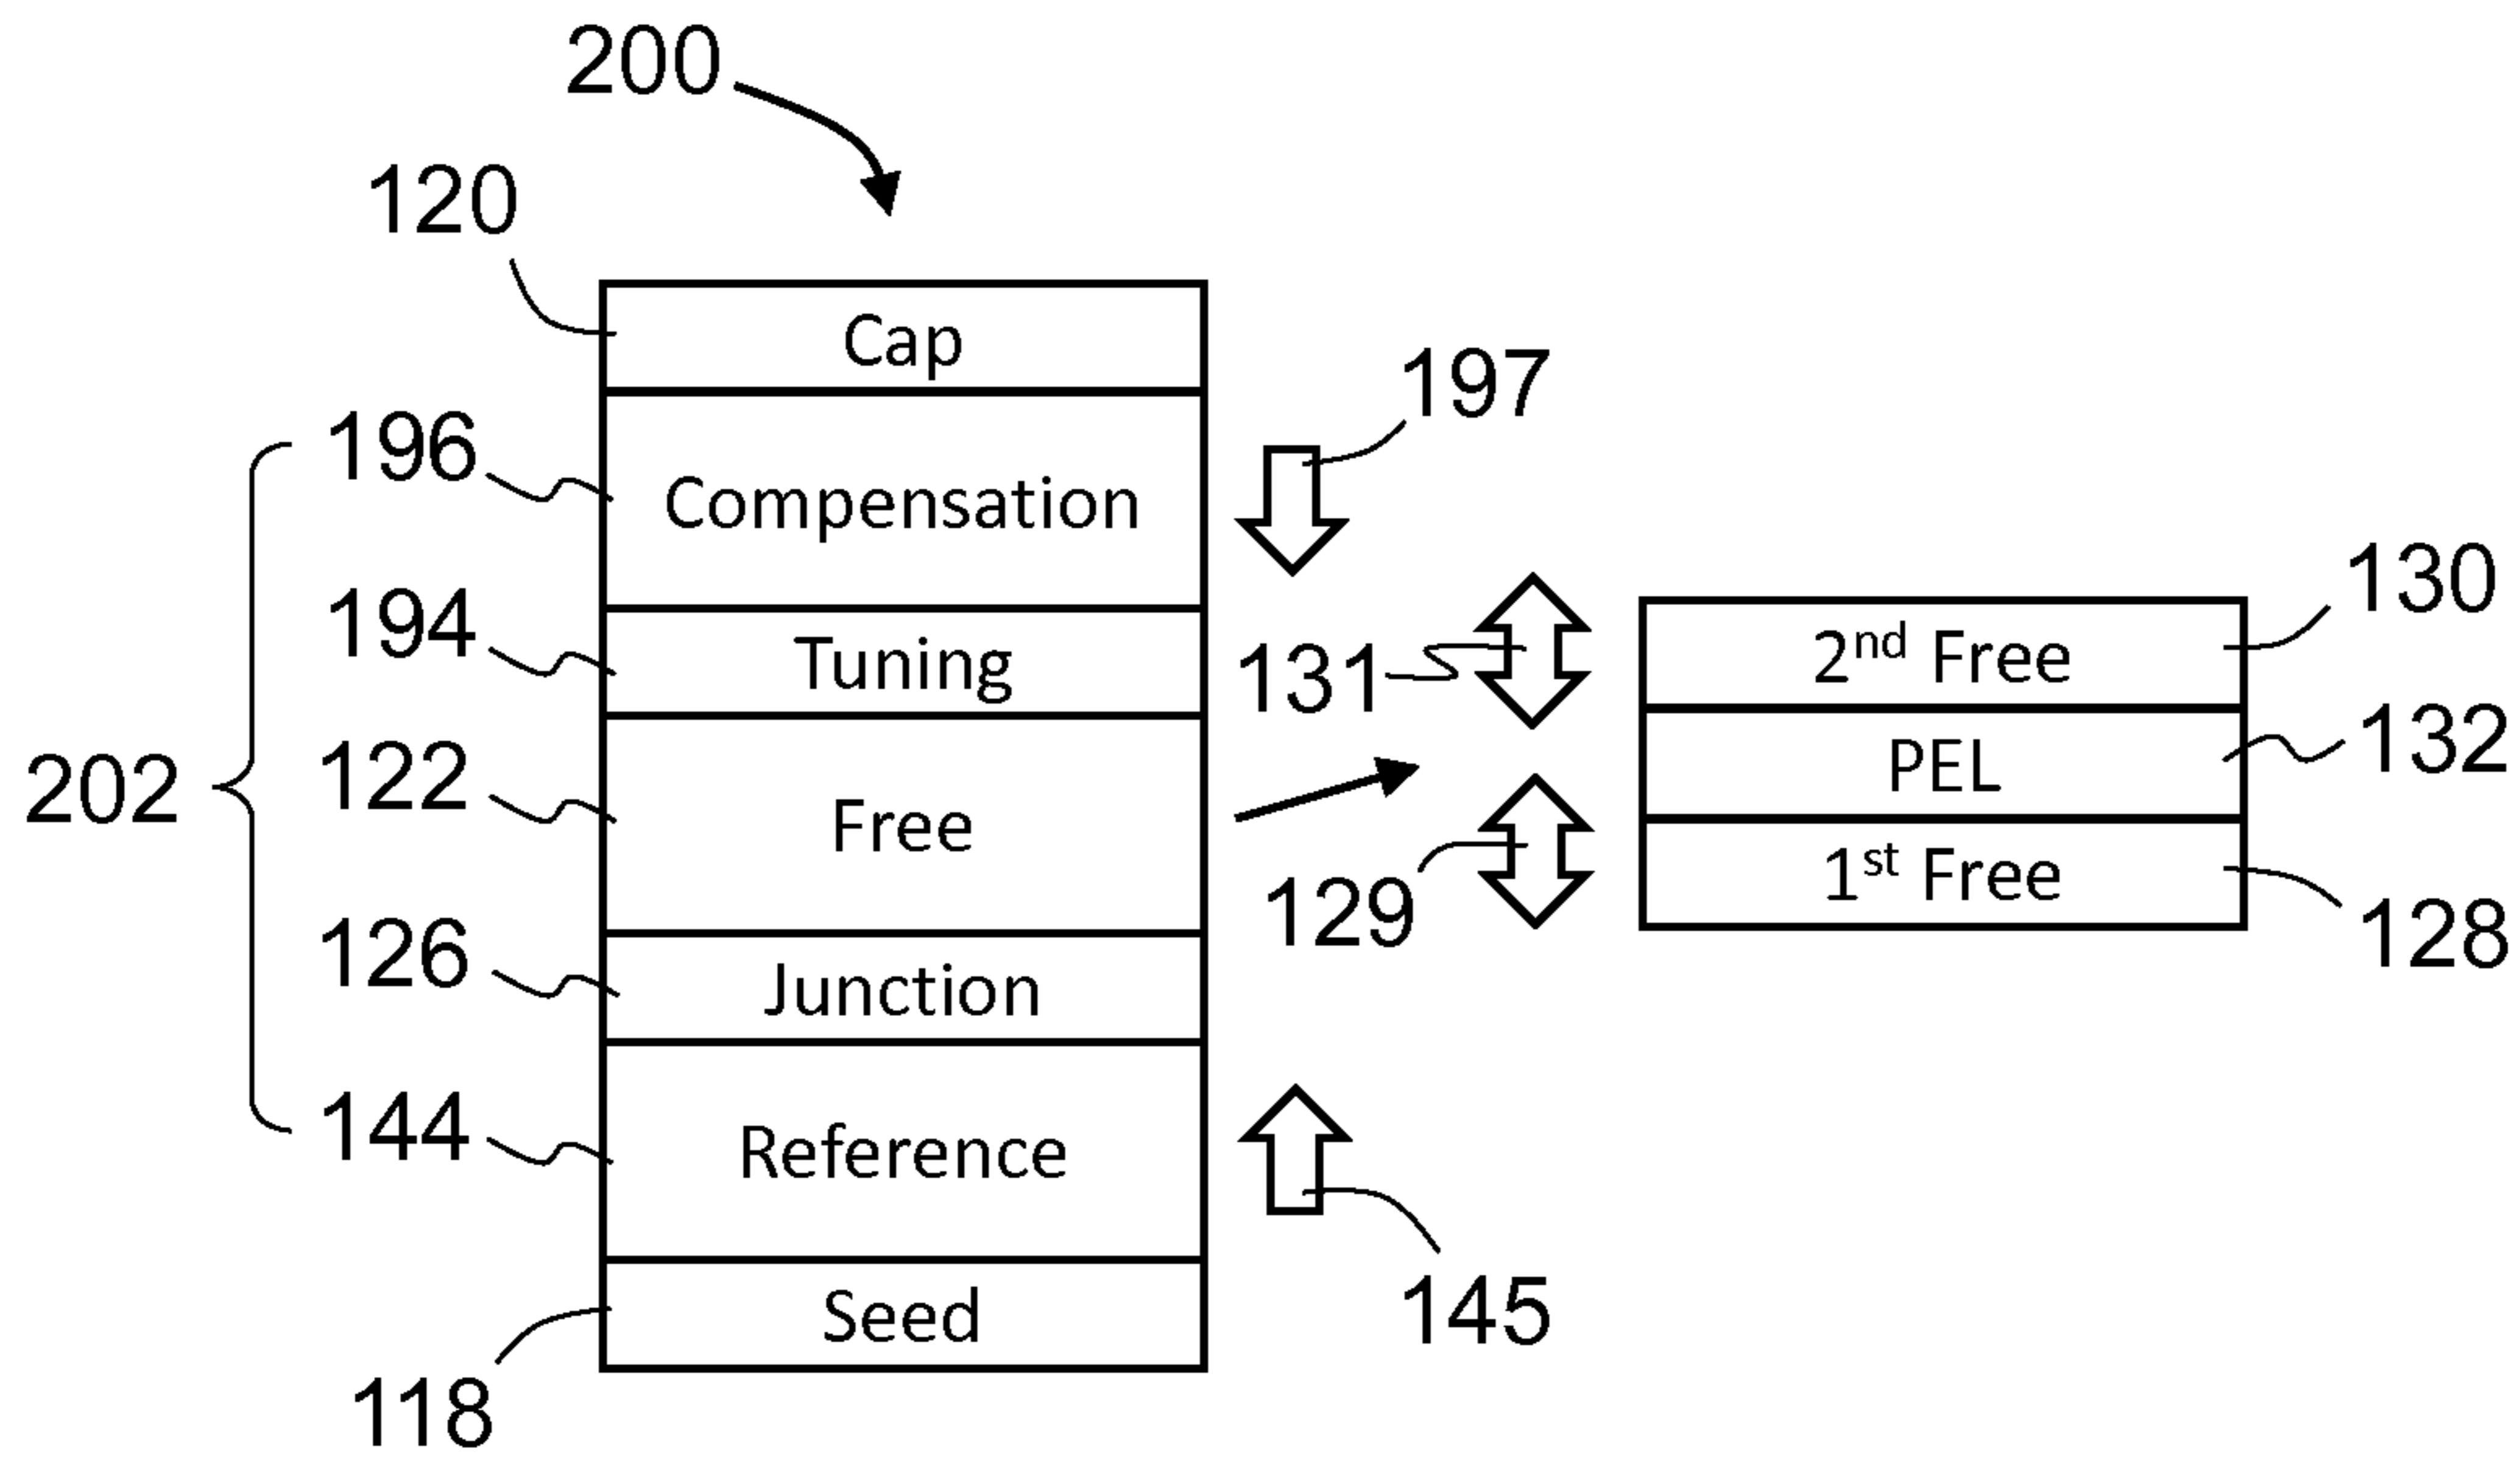 200
120
Cap
197
196
Compensation
130
194
Tuning
131
2nd Free
132
202
122
Free
PEL
129
1st Free
128
126
Junction
144
Reference
145
Seed
118